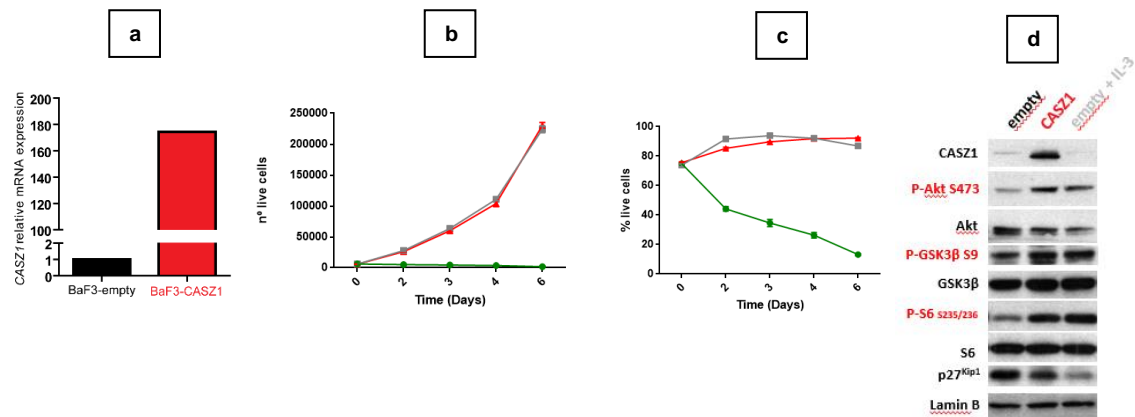 a
b
c
d
CASZ1 relative mRNA expression
200
180
160
140
120
100
2
1
0
BaF3-empty
BaF3-CASZ1
nº live cells
250000
200000
150000
100000
50000
0
0
2
3
4
6
Time (Days)
% live cells
100
80
60
40
20
0
0
2
3
4
6
Time (Days)
empty
CASZ1
empty + IL-3
CASZ1
P-Akt S473
Akt
P-GSK3β S9
GSK3β
P-S6 S235/236
S6
p27Kip1
Lamin B